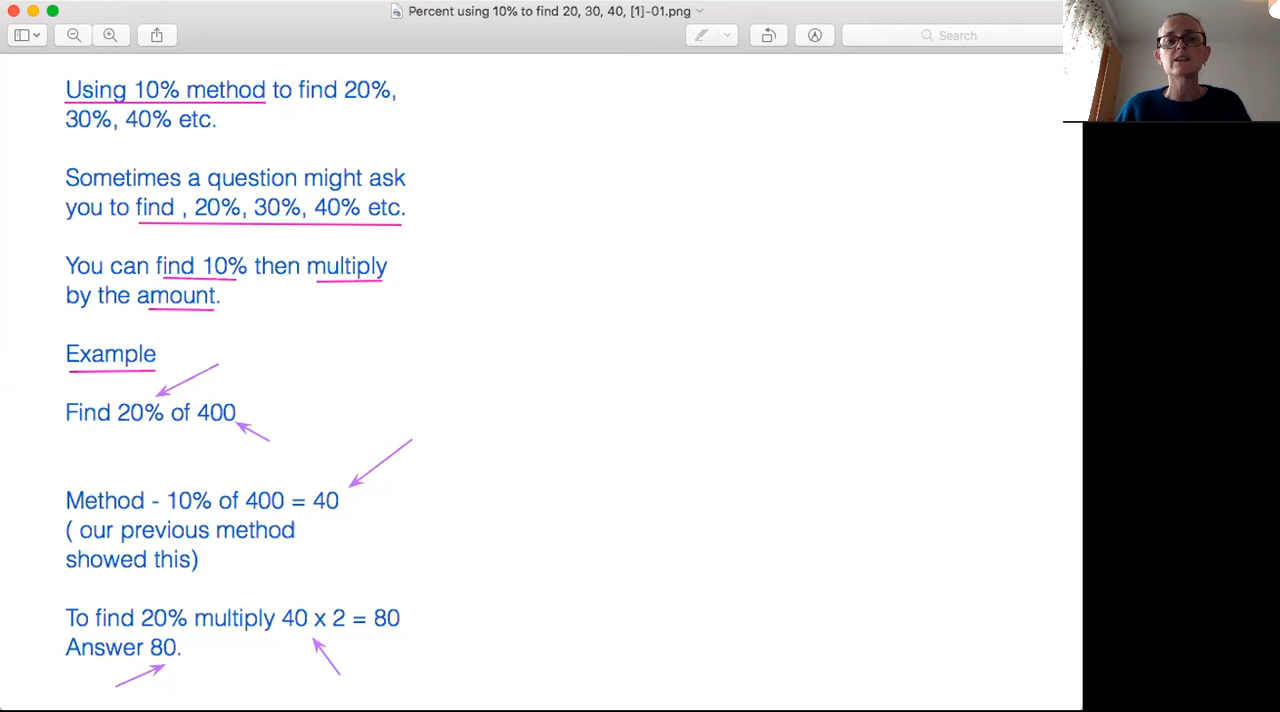 Percent using 10% to find 20, 30, 40, [1]-01.png
Search
Using 10% method to find 20%,
30%, 40% etc.
Sometimes a question might ask
you to find , 20%, 30%, 40% etc.
You can find 10% then multiply
by the amount.
Example
Find 20% of 400
Method - 10% of 400 = 40
( our previous method
showed this)
To find 20% multiply 40 x 2 = 80
Answer 80.